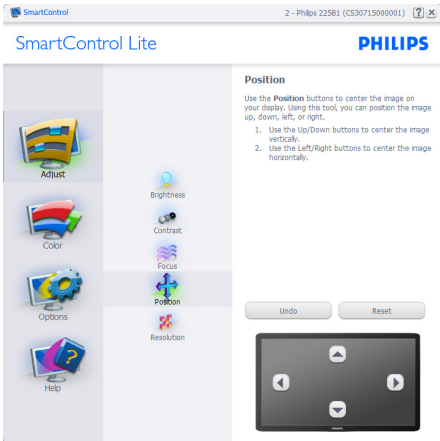 SmartControl
2 - Philips 225B1 (CS30715000001)
SmartControl Lite
PHILIPS
Adjust
Color
Options
Help
Brightness
Contrast
Focus
Position
Resolution
Position
Use the Position buttons to center the image on
your display. Using this tool, you can position the image
up, down, left, or right.
1. Use the Up/Down buttons to center the image
vertically.
2. Use the Left/Right buttons to center the image
horizontally.
Undo
Reset
PHILIPS